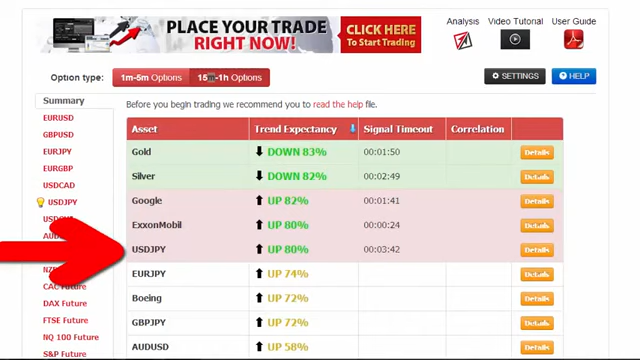 PLACE YOUR TRADE
RIGHT NOW!
CLICK HERE
To Start Trading
Analysis
Video Tutorial
User Guide
Option type:
1m-5m Options
1h Options
SETTINGS
HELP
Summary
Before you begin trading we recommend you to read the help file.
EURUSD
GBPUSD
EURJPY
EURGBP
USDCAD
USDJPY
CAC Future
DAX Future
FTSE Future
NQ 100 Future
S&P Future
Asset Trend Expectancy Signal Timeout Correlation
Gold DOWN 83% 00:01:50 Details
Silver DOWN 82% 00:02:49 Details
Google UP 82% 00:01:41 Details
ExxonMobil UP 80% 00:00:24 Details
USDJPY UP 80% 00:03:42 Details
EURJPY UP 74% Details
Boeing UP 72% Details
GBPJPY UP 72% Details
AUDUSD UP 58% Details